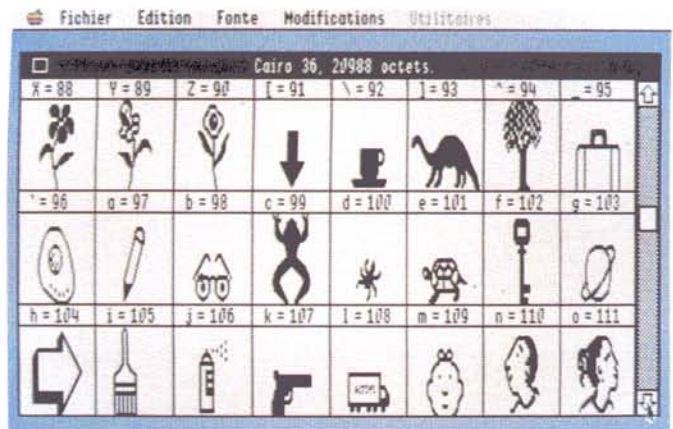 Fichier Edition Fonte Modifications Utilitaires
Cairo 36, 20988 octets.
X = 88 Y = 89 Z = 90 [ = 91 \ = 92 ] = 93 ^ = 94 _ = 95
` = 96 a = 97 b = 98 c = 99 d = 100 e = 101 f = 102 g = 103
h = 104 i = 105 j = 106 k = 107 l = 108 m = 109 n = 110 o = 111